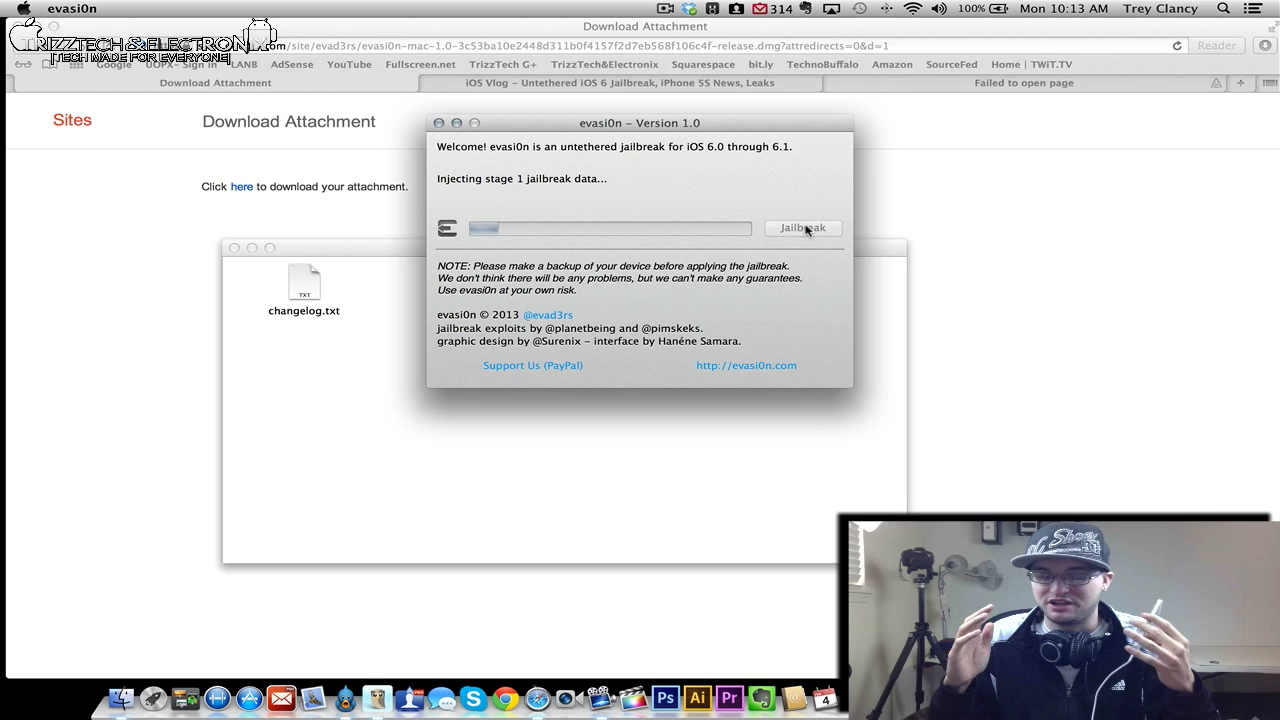 evasi0n
314
100%
Mon 10:13 AM
Trey Clancy
Download Attachment
TRIZZTECH & ELECTRONIX
[TECH MADE FOR EVERYONE]
om/site/evad3rs/evasi0n-mac-1.0-3c53ba10e2448d311b0f4157f2d7eb568f106c4f-release.dmg?attredirects=0&d=1
Reader
Google
UOPX- Sign In
LANB
AdSense
YouTube
Fullscreen.net
TrizzTech G+
TrizzTech&Electronix
Squarespace
bit.ly
TechnoBuffalo
Amazon
SourceFed
Home | TWiT.TV
Download Attachment
iOS Vlog - Untethered iOS 6 Jailbreak, iPhone 5S News, Leaks
Failed to open page
Sites
Download Attachment
Click here to download your attachment.
evasi0n - Version 1.0
Welcome! evasi0n is an untethered jailbreak for iOS 6.0 through 6.1.
Injecting stage 1 jailbreak data...
Jailbreak
NOTE: Please make a backup of your device before applying the jailbreak.
We don't think there will be any problems, but we can't make any guarantees.
Use evasi0n at your own risk.
evasi0n © 2013 @evad3rs
jailbreak exploits by @planetbeing and @pimskeks.
graphic design by @Surenix - interface by Hanéne Samara.
Support Us (PayPal)
http://evasi0n.com
TXT
changelog.txt
Ps
Ai
Pr
4